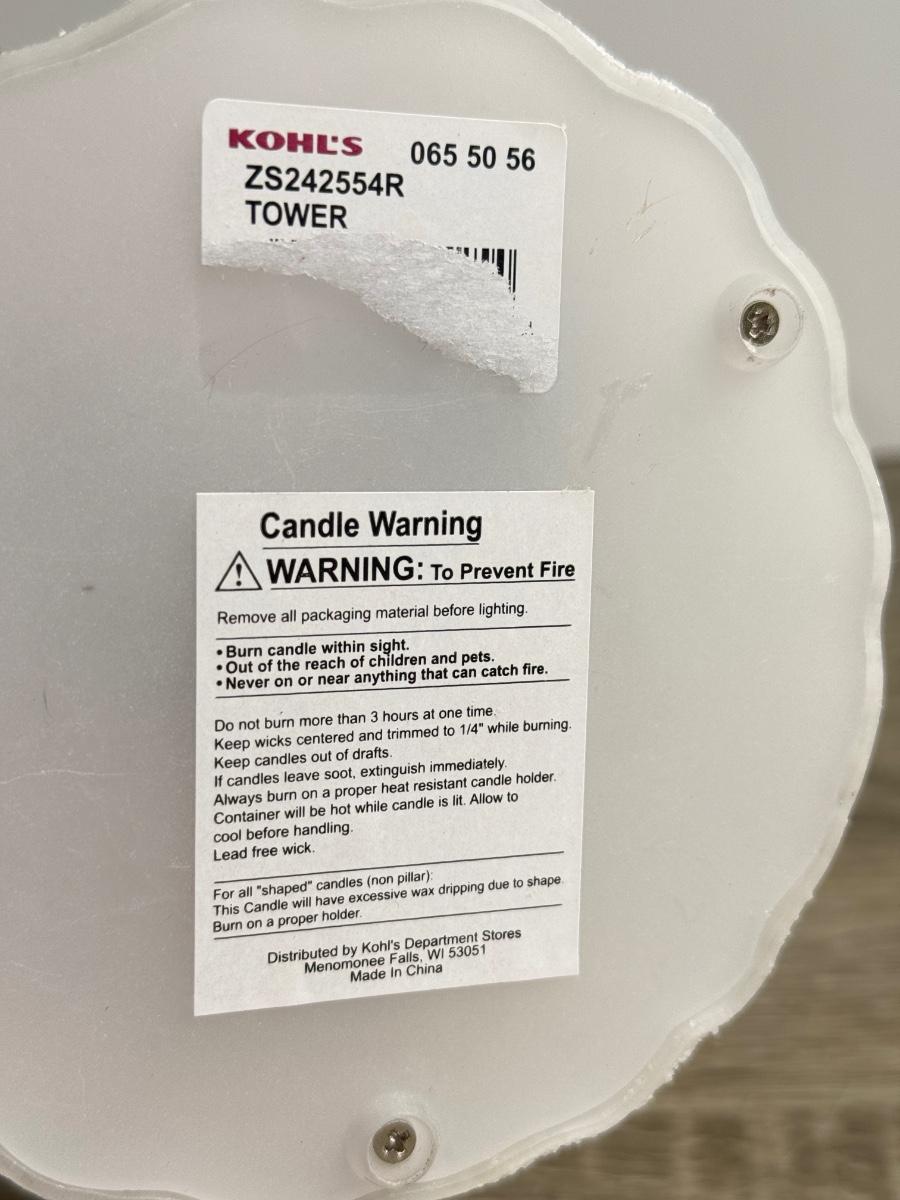 KOHL'S 065 50 56
ZS242554R
TOWER
Candle Warning
WARNING: To Prevent Fire
Remove all packaging material before lighting.
• Burn candle within sight.
• Out of the reach of children and pets.
• Never on or near anything that can catch fire.
Do not burn more than 3 hours at one time.
Keep wicks centered and trimmed to 1/4" while burning.
Keep candles out of drafts.
If candles leave soot, extinguish immediately.
Always burn on a proper heat resistant candle holder.
Container will be hot while candle is lit. Allow to
cool before handling.
Lead free wick.
For all "shaped" candles (non pillar):
This Candle will have excessive wax dripping due to shape.
Burn on a proper holder.
Distributed by Kohl's Department Stores
Menomonee Falls, WI 53051
Made In China